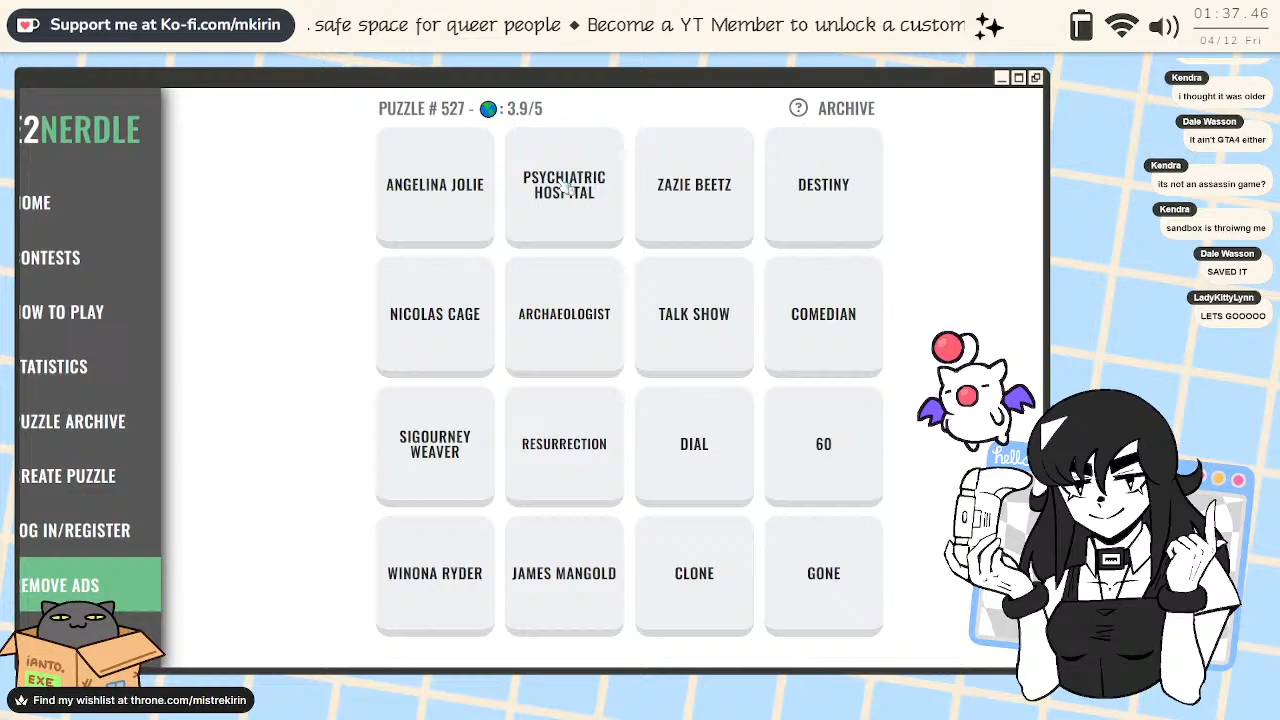 Support me at Ko-fi.com/mkirin
. safe space for queer people ◆ Become a YT Member to unlock a custom
01:37.46
04/12 Fri
E2NERDLE
OME
ONTESTS
OW TO PLAY
TATISTICS
UZZLE ARCHIVE
REATE PUZZLE
OG IN/REGISTER
EMOVE ADS
PUZZLE # 527 - 🌎: 3.9/5
? ARCHIVE
ANGELINA JOLIE
PSYCHIATRIC
HOSPITAL
ZAZIE BEETZ
DESTINY
NICOLAS CAGE
ARCHAEOLOGIST
TALK SHOW
COMEDIAN
SIGOURNEY
WEAVER
RESURRECTION
DIAL
60
WINONA RYDER
JAMES MANGOLD
CLONE
GONE
Kendra
i thought it was older
Dale Wasson
It ain't GTA4 either
Kendra
its not an assassin game?
Kendra
sandbox is throiwng me
Dale Wasson
SAVED IT
LadyKittyLynn
LETS GOOOOO
hello
iANTO.
EXE
Find my wishlist at throne.com/mistrekirin